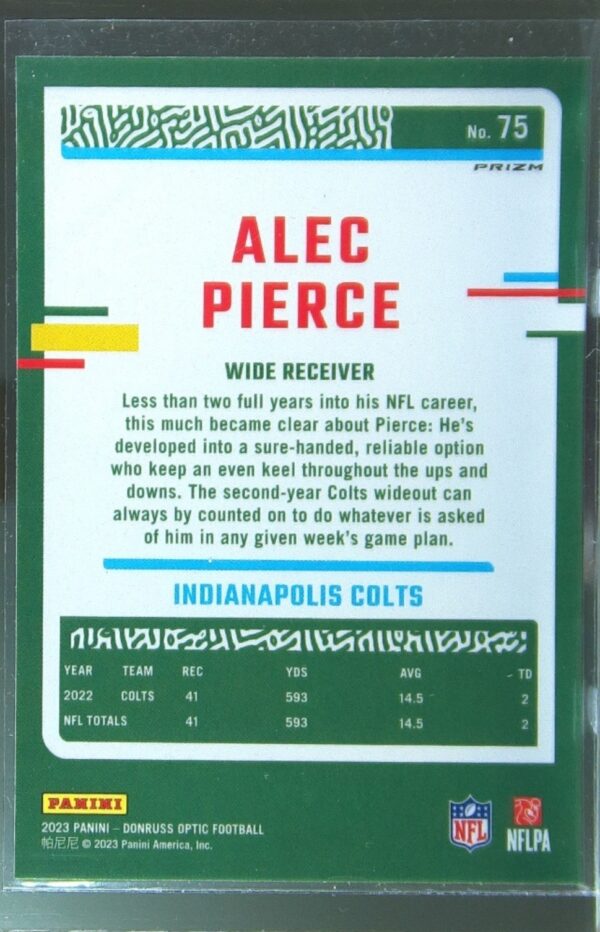 No. 75
PRIZM
ALEC
PIERCE
WIDE RECEIVER
Less than two full years into his NFL career,
this much became clear about Pierce: He's
developed into a sure-handed, reliable option
who keep an even keel throughout the ups and
downs. The second-year Colts wideout can
always by counted on to do whatever is asked
of him in any given week's game plan.
INDIANAPOLIS COLTS
YEAR TEAM REC YDS AVG TD
2022 COLTS 41 593 14.5 2
NFL TOTALS 41 593 14.5 2
PANINI
2023 PANINI – DONRUSS OPTIC FOOTBALL
帕尼尼 © 2023 Panini America, Inc.
NFL
NFLPA